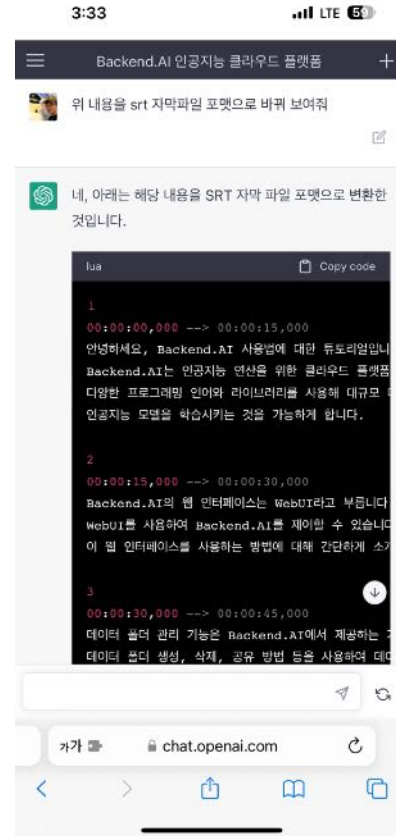 3:33 LTE 59
Backend.AI 인공지능 클라우드 플랫폼 +
위 내용을 srt 자막파일 포맷으로 바꿔 보여줘
네, 아래는 해당 내용을 SRT 자막 파일 포맷으로 변환한
것입니다.
lua Copy code
1
00:00:00,000 --> 00:00:15,000
안녕하세요, Backend.AI 사용법에 대한 튜토리얼입니
Backend.AI는 인공지능 연산을 위한 클라우드 플랫폼
다양한 프로그래밍 언어와 라이브러리를 사용해 대규모
인공지능 모델을 학습시키는 것을 가능하게 합니다.
2
00:00:15,000 --> 00:00:30,000
Backend.AI의 웹 인터페이스는 WebUI라고 부릅니다
WebUI를 사용하여 Backend.AI를 제어할 수 있습니다
이 웹 인터페이스를 사용하는 방법에 대해 간단하게 소개
3
00:00:30,000 --> 00:00:45,000
데이터 폴더 관리 기능은 Backend.AI에서 제공하는
데이터 폴더 생성, 삭제, 공유 방법 등을 사용하여 데이
가가 chat.openai.com